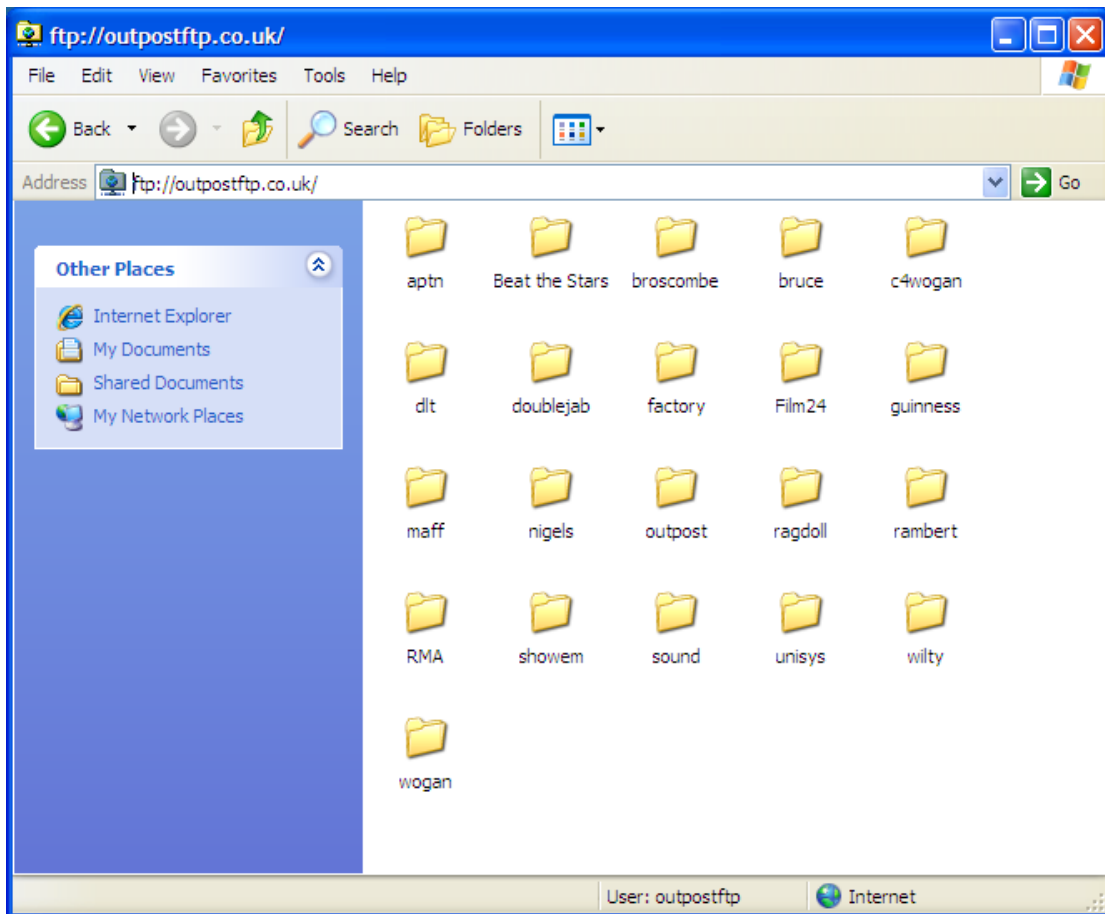 ftp://outpostftp.co.uk/
File Edit View Favorites Tools Help
Back Search Folders
Address ftp://outpostftp.co.uk/ Go
Other Places
Internet Explorer
My Documents
Shared Documents
My Network Places
aptn Beat the Stars broscombe bruce c4wogan
dlt doublejab factory Film24 guinness
maff nigels outpost ragdoll rambert
RMA showem sound unisys wilty
wogan
User: outpostftp Internet